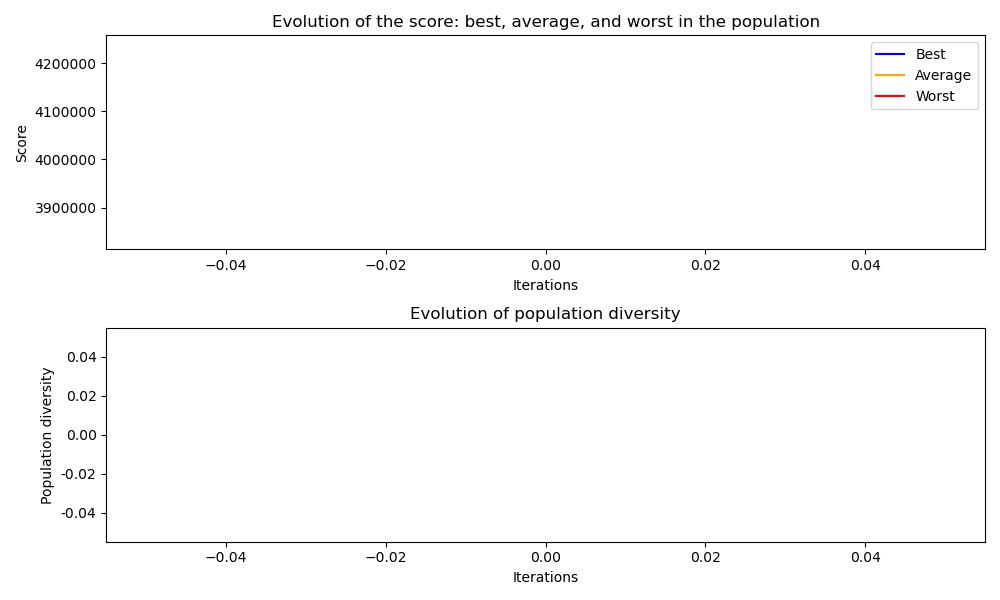 Evolution of the score: best, average, and worst in the population
Best
Average
Worst
Score
4200000
4100000
4000000
3900000
−0.04
−0.02
0.00
0.02
0.04
Iterations
Evolution of population diversity
Population diversity
0.04
0.02
0.00
-0.02
-0.04
−0.04
−0.02
0.00
0.02
0.04
Iterations